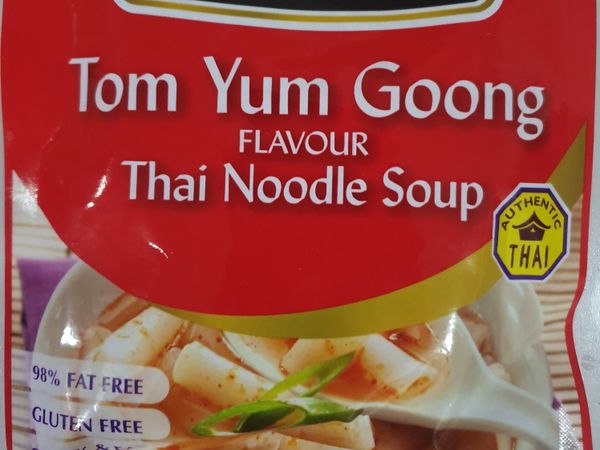 Tom Yum Goong
FLAVOUR
Thai Noodle Soup
AUTHENTIC
THAI
98% FAT FREE
GLUTEN FREE